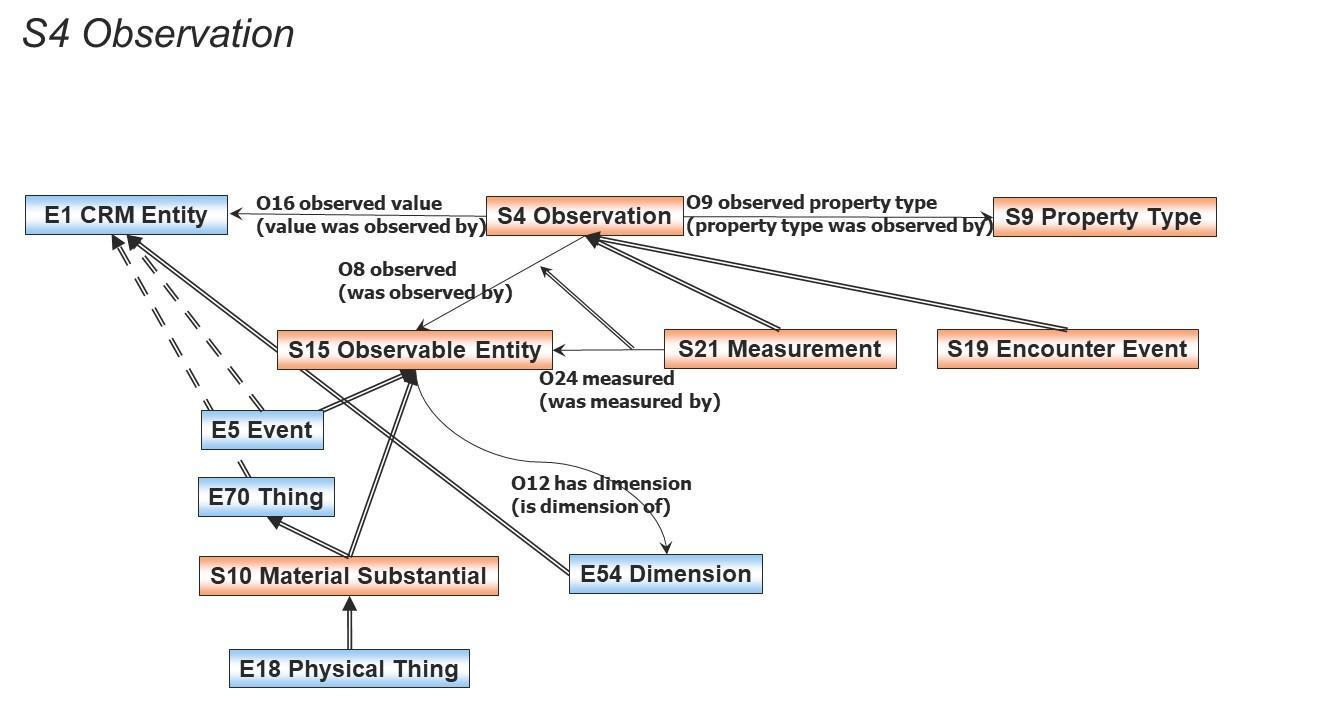 S4 Observation
E1 CRM Entity
O16 observed value
(value was observed by)
S4 Observation
O9 observed property type
(property type was observed by)
S9 Property Type
O8 observed
(was observed by)
S15 Observable Entity
S21 Measurement
S19 Encounter Event
O24 measured
(was measured by)
E5 Event
E70 Thing
O12 has dimension
(is dimension of)
S10 Material Substantial
E54 Dimension
E18 Physical Thing